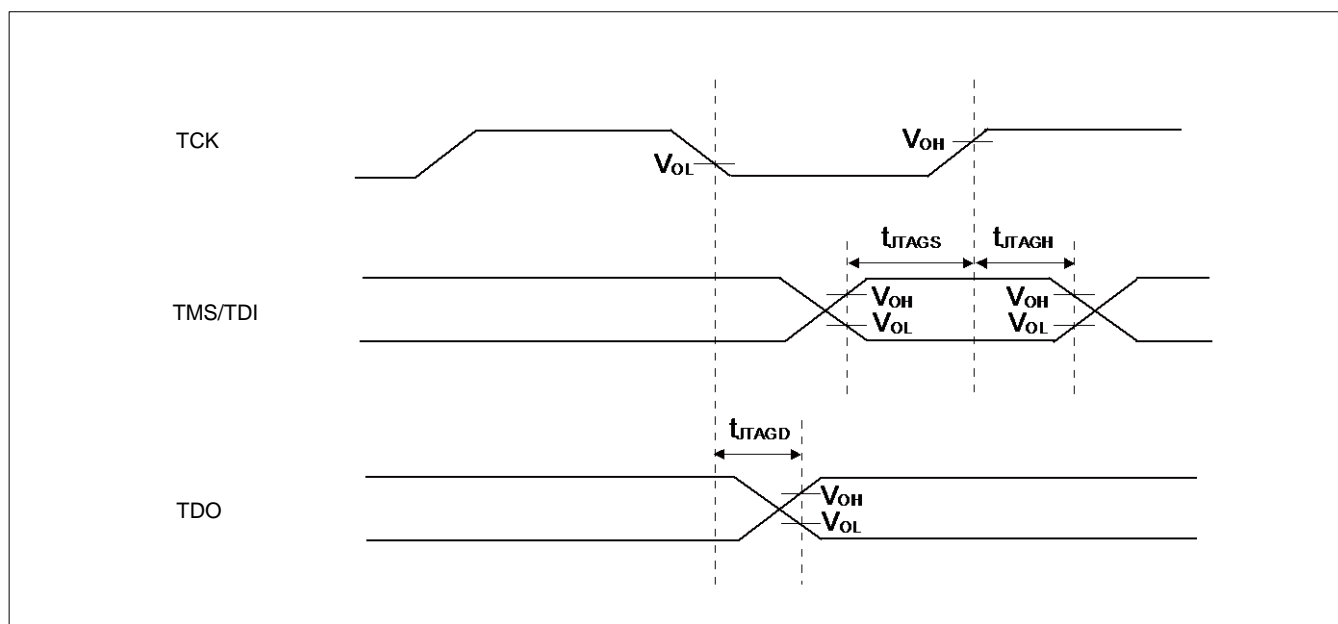 TCK
VOL
VOH
tJTAGS
tJTAGH
TMS/TDI
VOH
VOL
VOH
VOL
tJTAGD
TDO
VOH
VOL